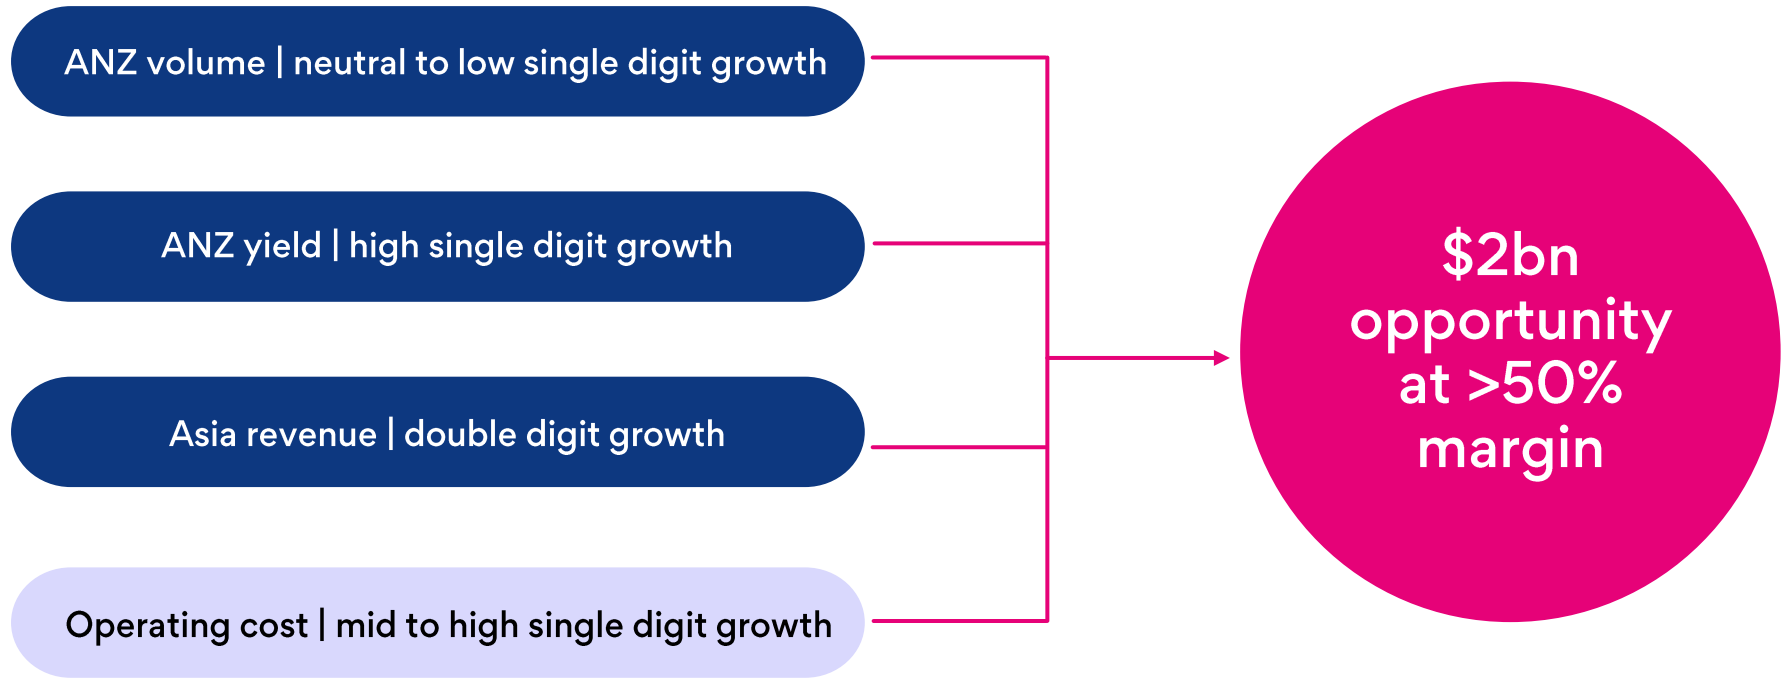 ANZ volume | neutral to low single digit growth
ANZ yield | high single digit growth
Asia revenue | double digit growth
Operating cost | mid to high single digit growth
$2bn
opportunity
at >50%
margin